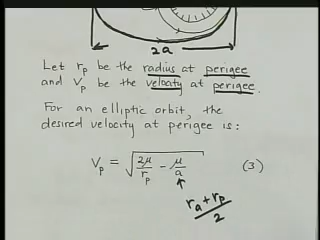 2a
Let rp be the radius at perigee
and Vp be the velocity at perigee.
For an elliptic orbit, the
desired velocity at perigee is:
Vp = √(2μ/rp - μ/a) (3)
ra + rp / 2